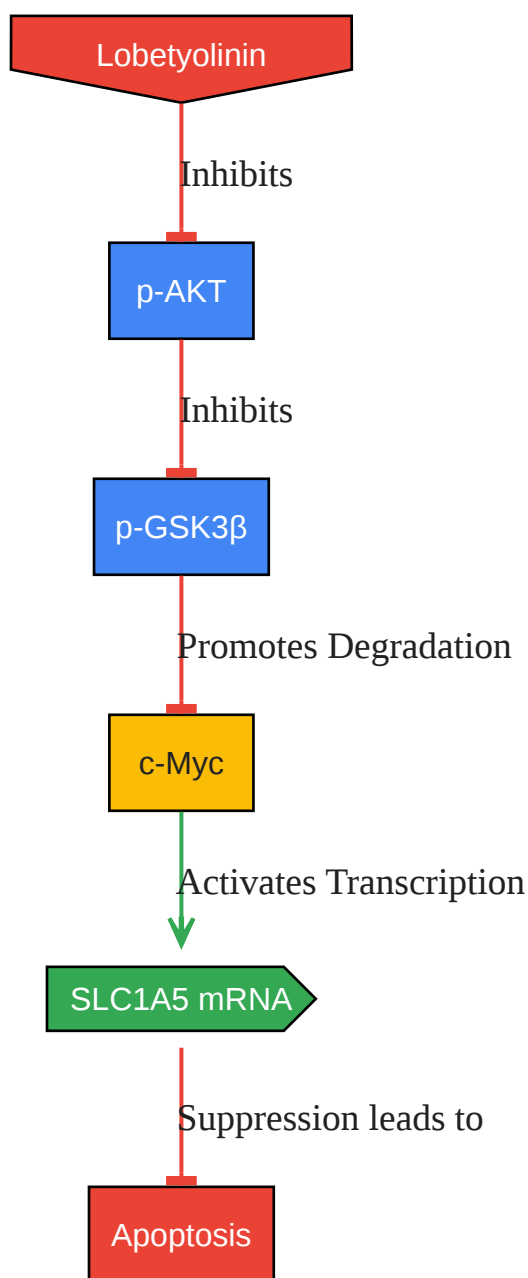 Lobetyolinin
Inhibits
p-AKT
Inhibits
p-GSK3β
Promotes Degradation
c-Myc
Activates Transcription
SLC1A5 mRNA
Suppression leads to
Apoptosis